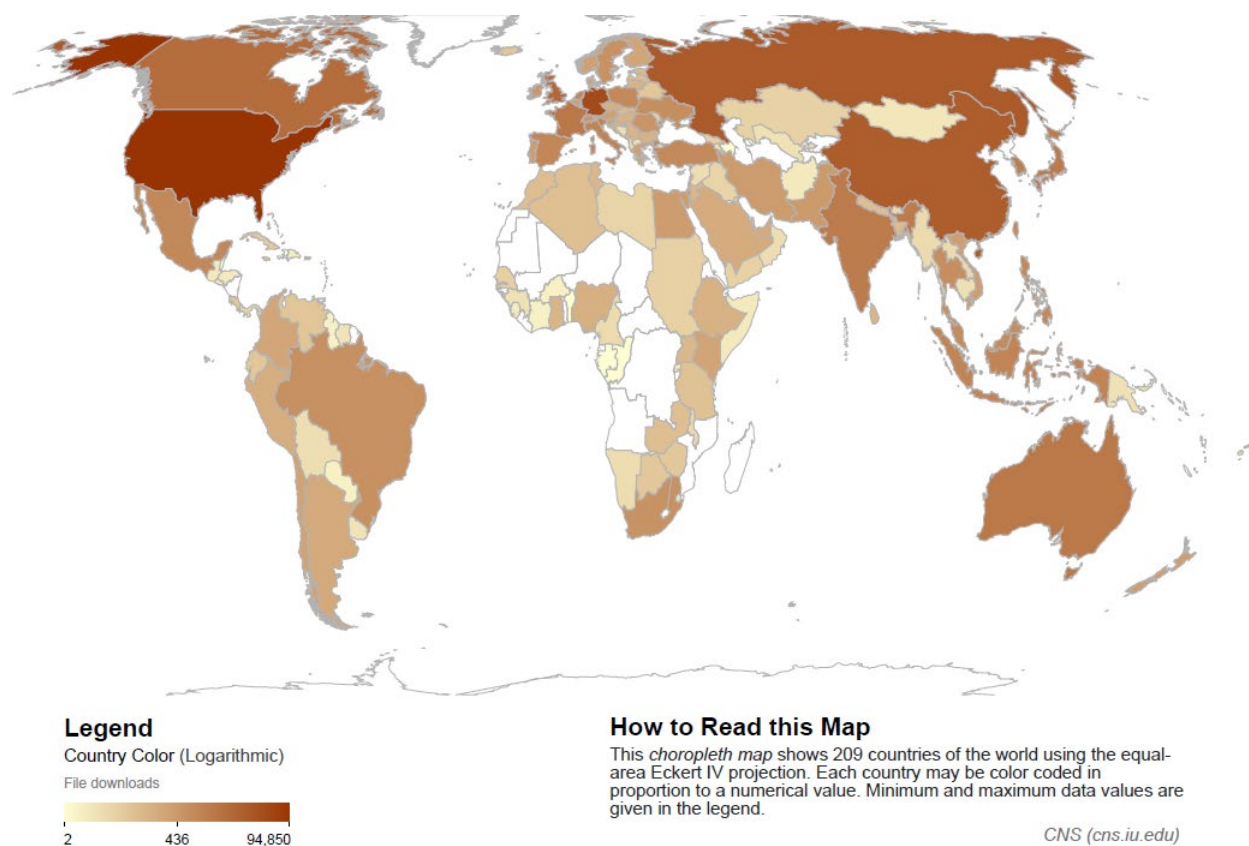 Legend
Country Color (Logarithmic)
File downloads
2 436 94,850
How to Read this Map
This choropleth map shows 209 countries of the world using the equal-
area Eckert IV projection. Each country may be color coded in
proportion to a numerical value. Minimum and maximum data values are
given in the legend.
CNS (cns.iu.edu)